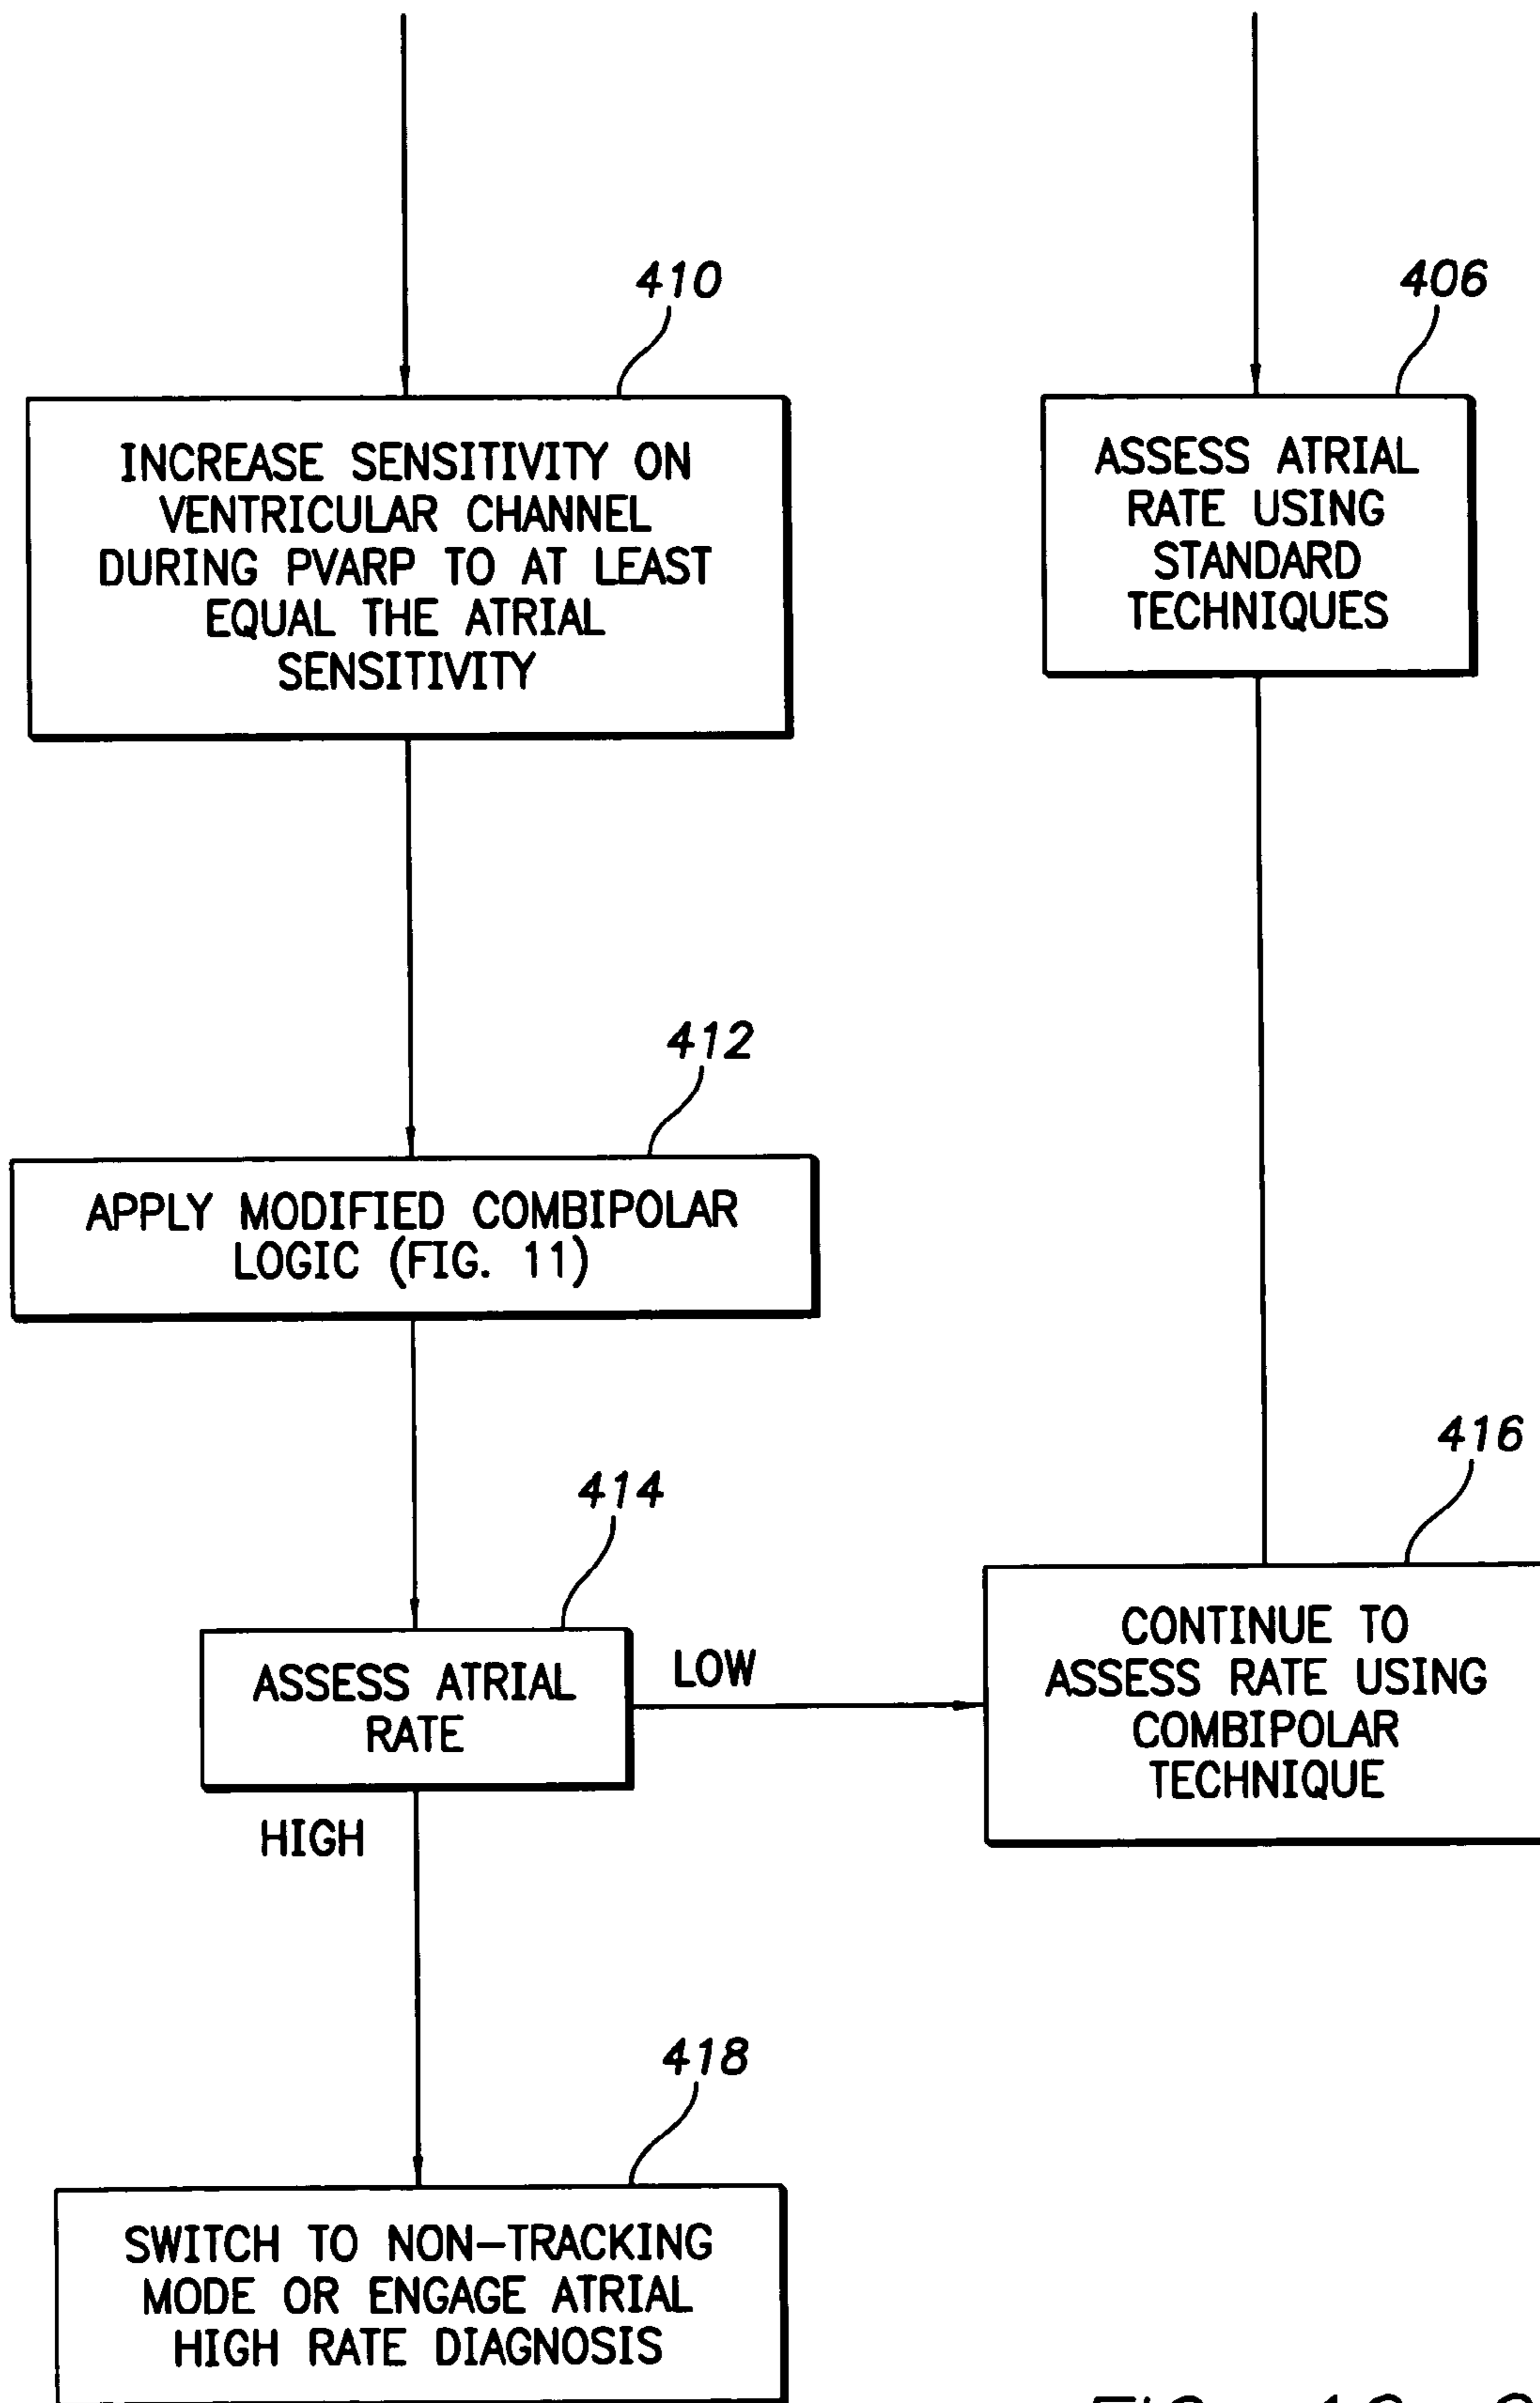 410
INCREASE SENSITIVITY ON
VENTRICULAR CHANNEL
DURING PVARP TO AT LEAST
EQUAL THE ATRIAL
SENSITIVITY
406
ASSESS ATRIAL
RATE USING
STANDARD
TECHNIQUES
412
APPLY MODIFIED COMBIPOLAR
LOGIC (FIG. 11)
414
ASSESS ATRIAL
RATE
LOW
HIGH
416
CONTINUE TO
ASSESS RATE USING
COMBIPOLAR
TECHNIQUE
418
SWITCH TO NON-TRACKING
MODE OR ENGAGE ATRIAL
HIGH RATE DIAGNOSIS